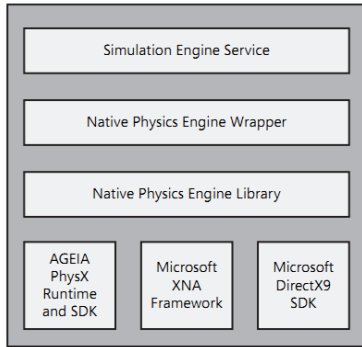 Simulation Engine Service
Native Physics Engine Wrapper
Native Physics Engine Library
AGEIA
PhysX
Runtime
and SDK
Microsoft
XNA
Framework
Microsoft
DirectX9
SDK